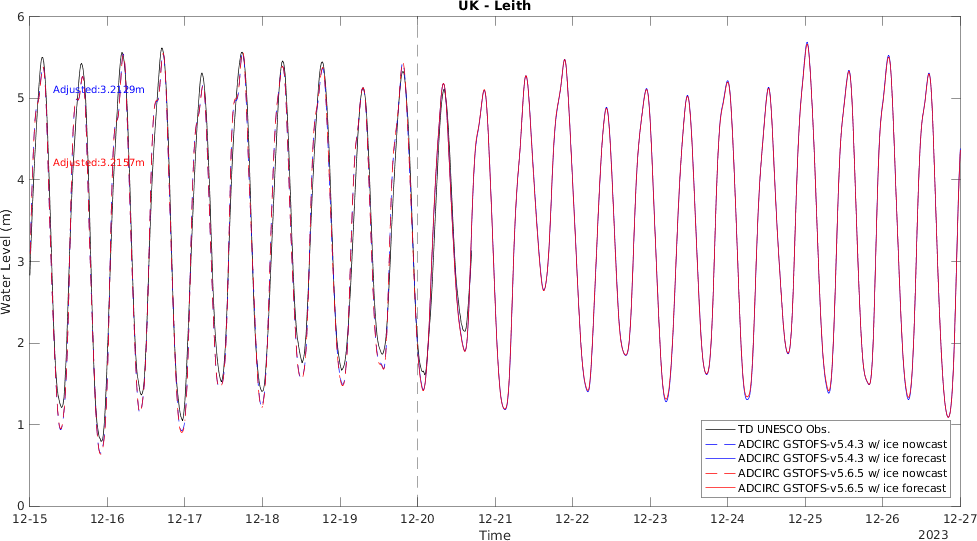 UK - Leith
6
5
4
3
2
1
0
Water Level (m)
Adjusted:3.2129m
Adjusted:3.2157m
TD UNESCO Obs.
ADCIRC GSTOFS-v5.4.3 w/ ice nowcast
ADCIRC GSTOFS-v5.4.3 w/ ice forecast
ADCIRC GSTOFS-v5.6.5 w/ ice nowcast
ADCIRC GSTOFS-v5.6.5 w/ ice forecast
12-15 12-16 12-17 12-18 12-19 12-20 12-21 12-22 12-23 12-24 12-25 12-26 12-27
Time
2023